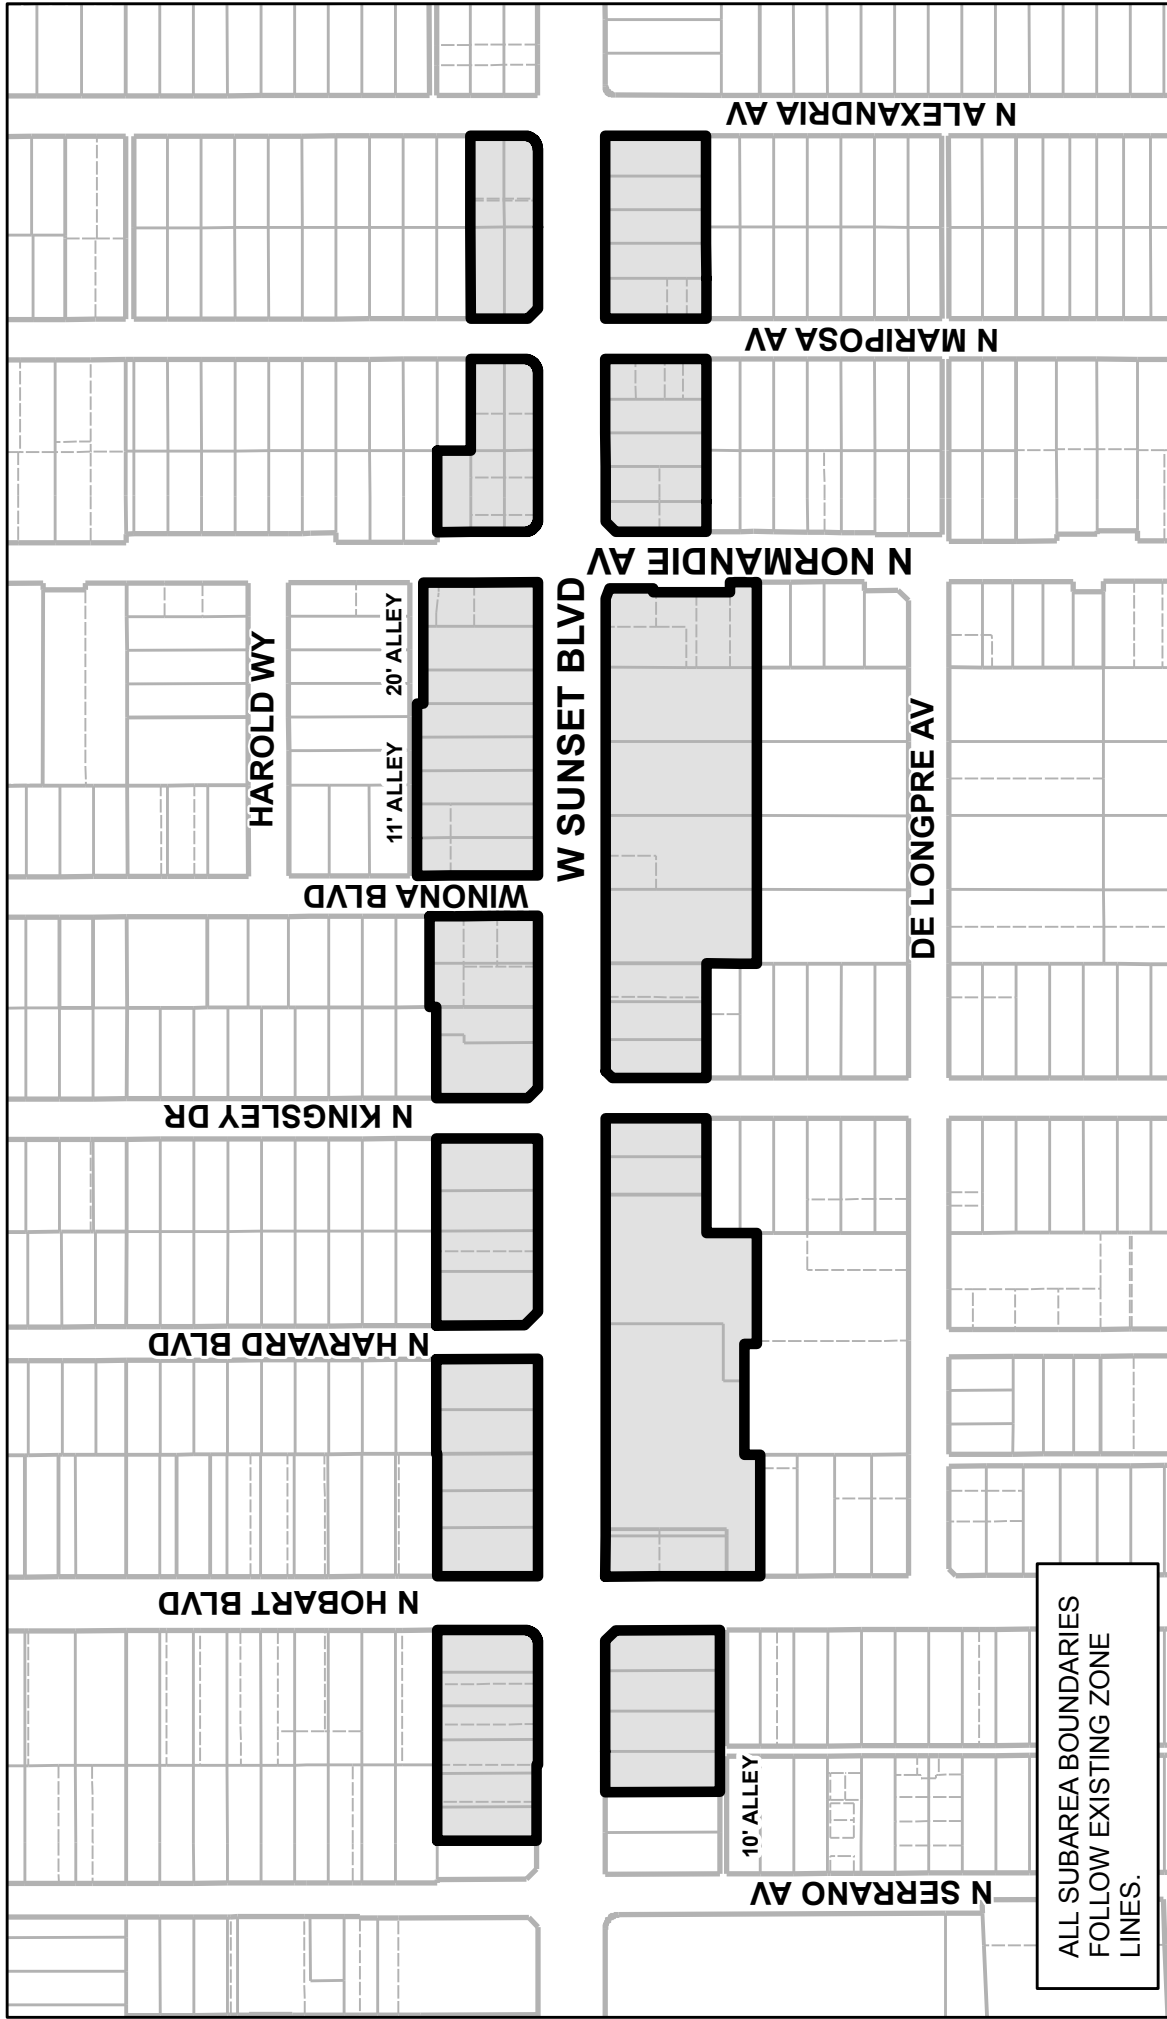 N ALEXANDRIA AV
N MARIPOSA AV
N NORMANDIE AV
HAROLD WY
20' ALLEY
11' ALLEY
W SUNSET BLVD
DE LONGPRE AV
WINONA BLVD
N KINGSLEY DR
N HARVARD BLVD
N HOBART BLVD
10' ALLEY
N SERRANO AV
ALL SUBAREA BOUNDARIES
FOLLOW EXISTING ZONE
LINES.